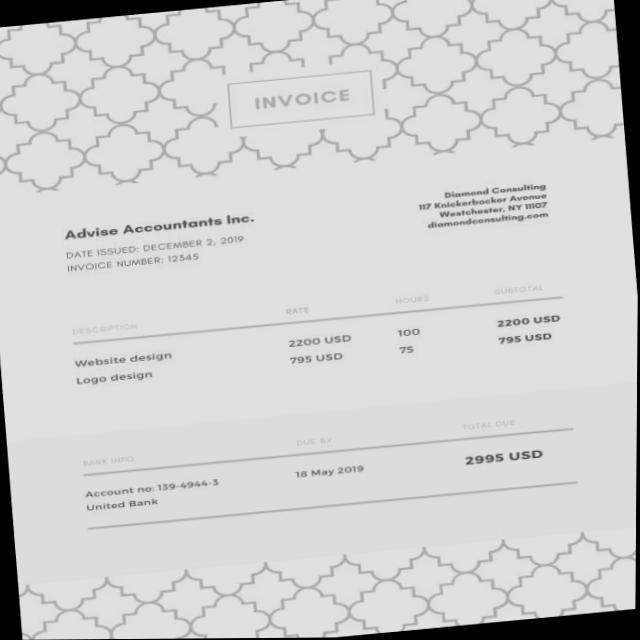 INVOICE
Diamond Consulting
117 Knickerbocker Avenue
Westchester, NY 11107
diamondconsulting.com
Advise Accountants Inc.
DATE ISSUED: DECEMBER 2, 2019
INVOICE NUMBER: 12345
DESCRIPTION RATE HOURS SUBTOTAL
Website design 2200 USD 100 2200 USD
Logo design 795 USD 75 795 USD
BANK INFO DUE BY TOTAL DUE
Account no: 139-4944-3 18 May 2019 2995 USD
United Bank